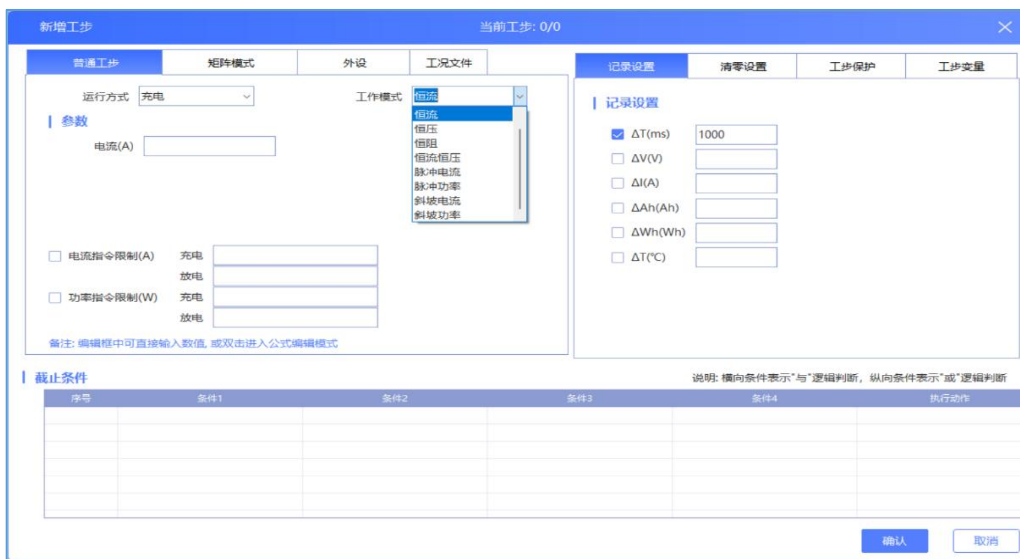 新增工步 当前工步: 0/0
普通工步 矩阵模式 外设 工况文件
运行方式 充电 工作模式 恒流
参数
电流(A)
恒流
恒压
恒阻
恒流恒压
脉冲电流
脉冲功率
斜坡电流
斜坡功率
电流指令限制(A) 充电
放电
功率指令限制(W) 充电
放电
备注: 编辑框中可直接输入数值, 或双击进入公式编辑模式
记录设置 清零设置 工步保护 工步变量
记录设置
ΔT(ms) 1000
ΔV(V)
ΔI(A)
ΔAh(Ah)
ΔWh(Wh)
ΔT(℃)
截止条件 说明: 横向条件表示"与"逻辑判断，纵向条件表示"或"逻辑判断
序号 条件1 条件2 条件3 条件4 执行动作
确认 取消